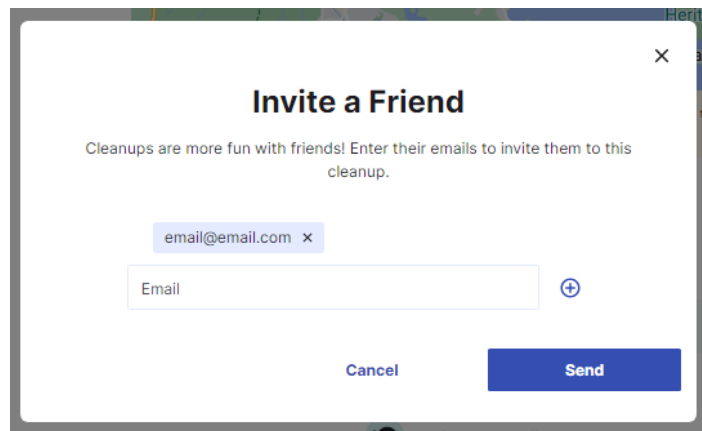 Invite a Friend
Cleanups are more fun with friends! Enter their emails to invite them to this
cleanup.
email@email.com ×
Email
Cancel
Send